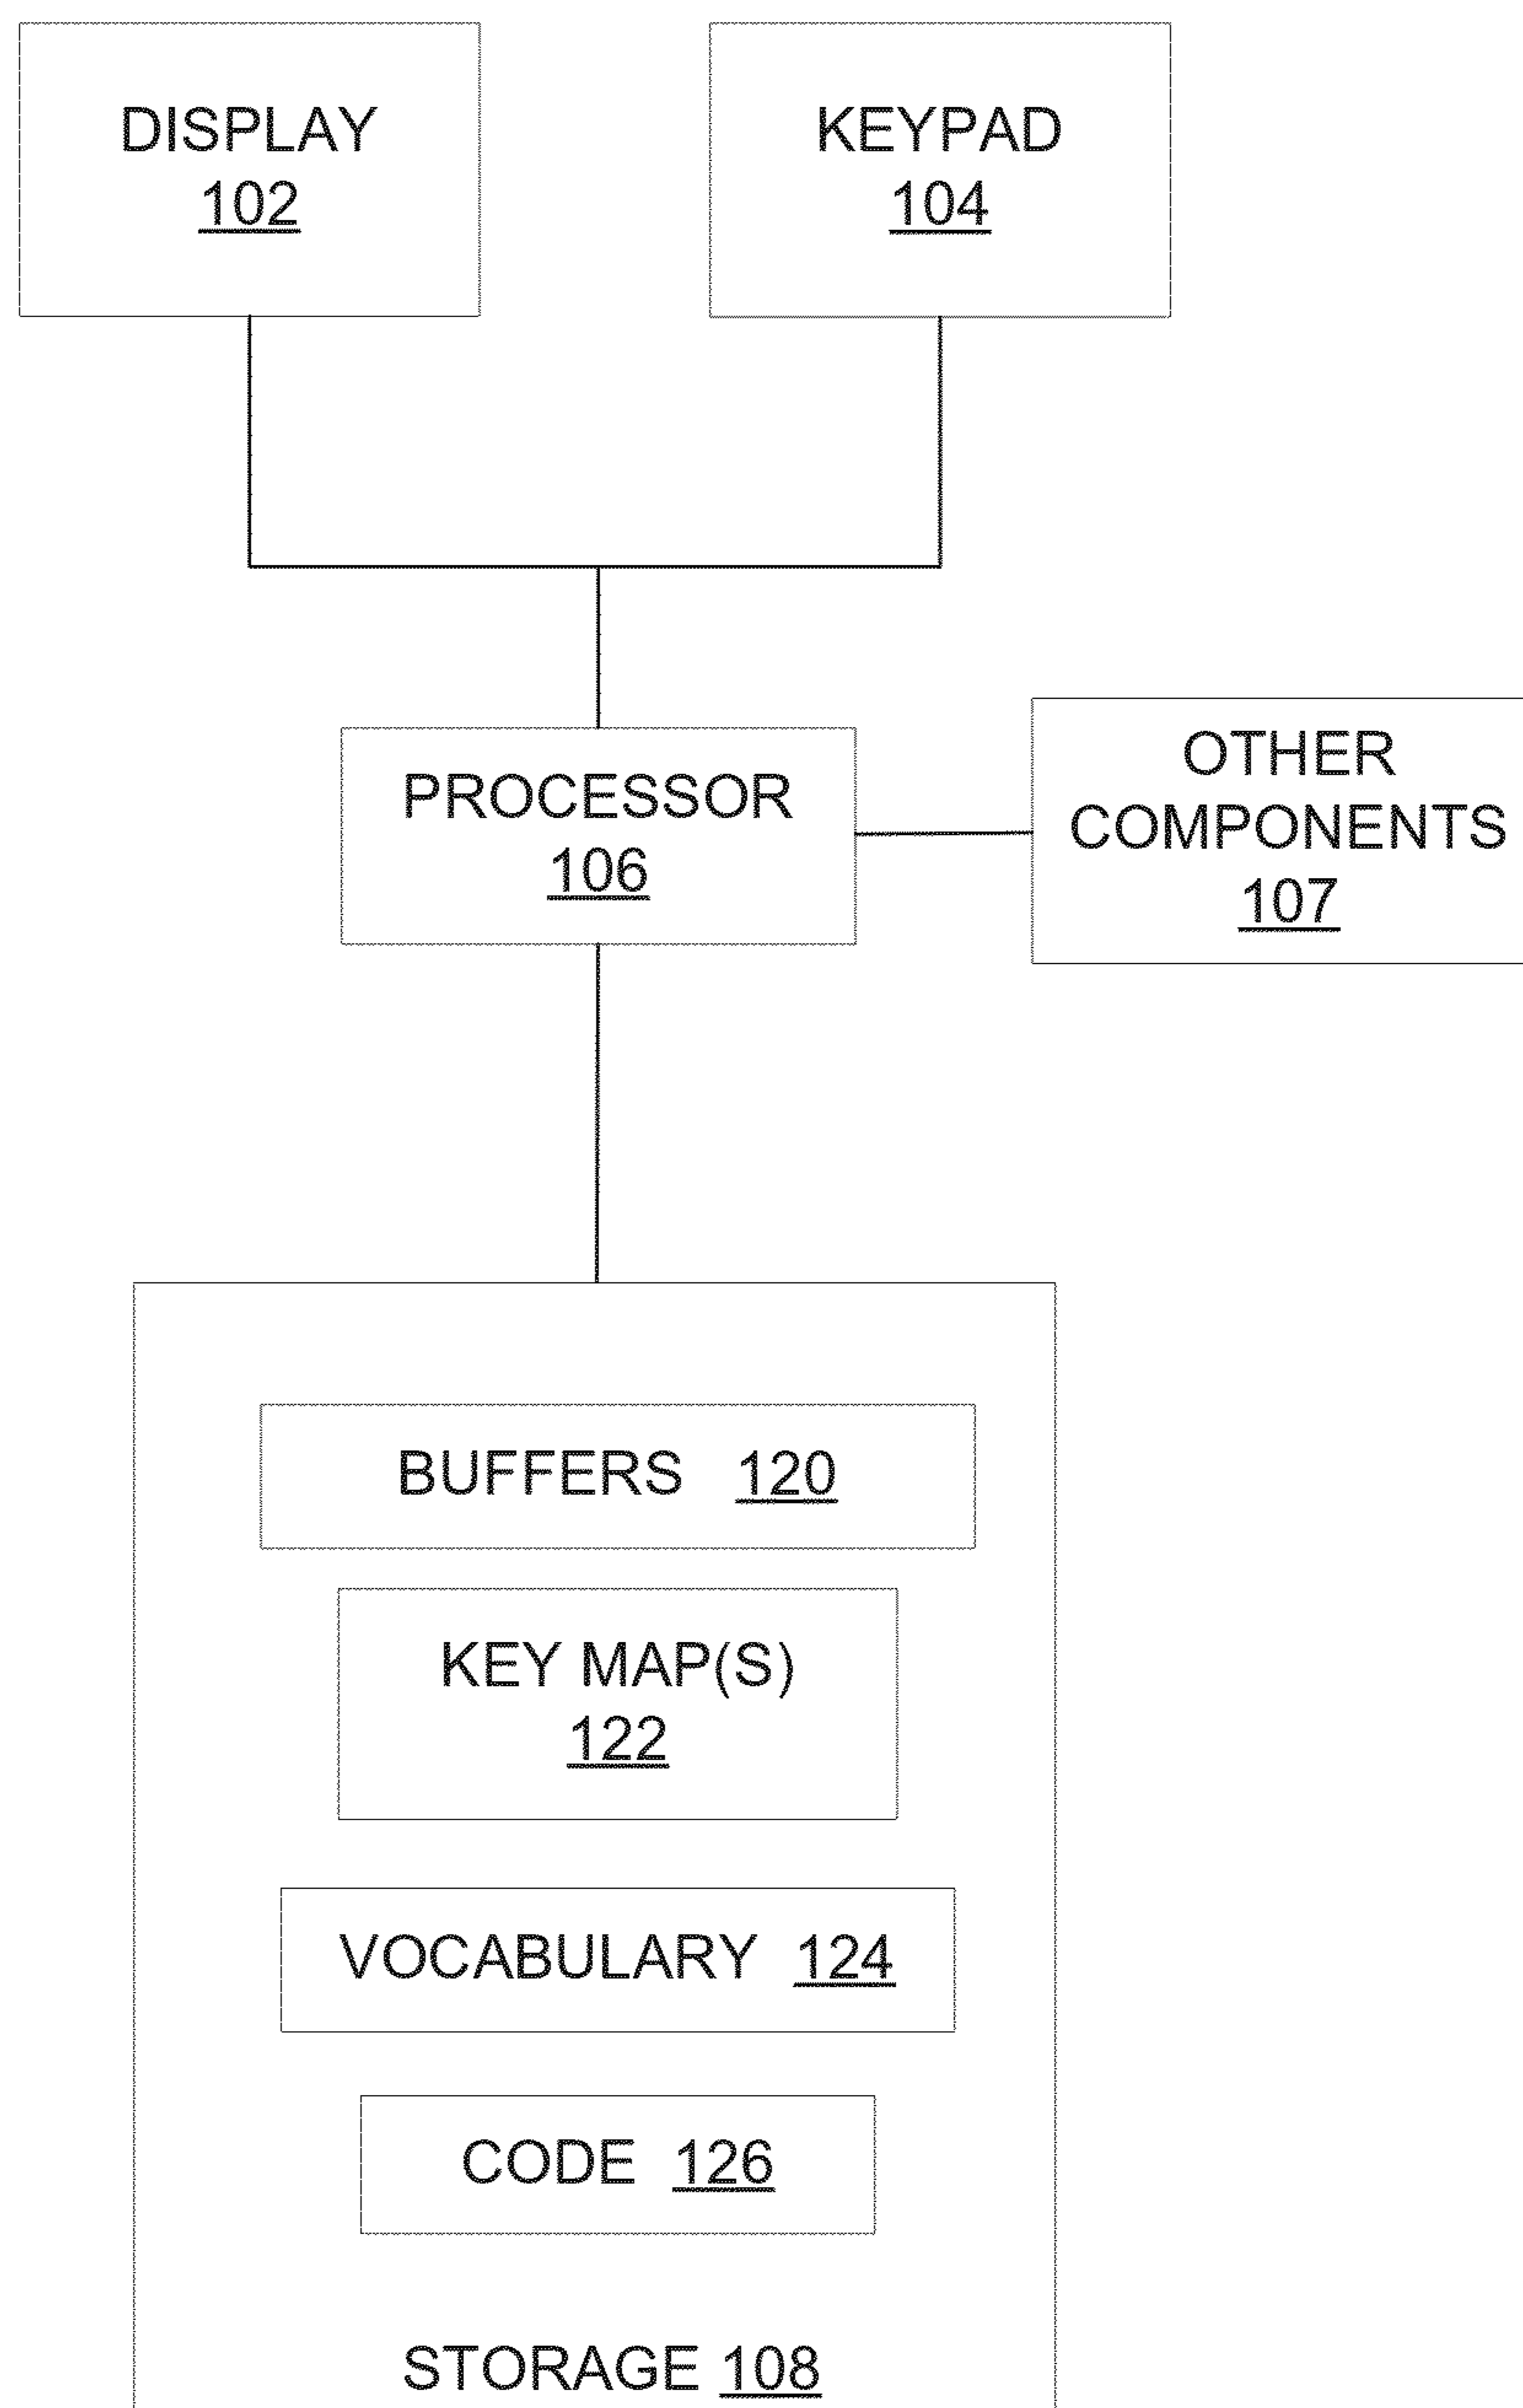 DISPLAY
102
KEYPAD
104
PROCESSOR
106
OTHER
COMPONENTS
107
BUFFERS 120
KEY MAP(S)
122
VOCABULARY 124
CODE 126
STORAGE 108